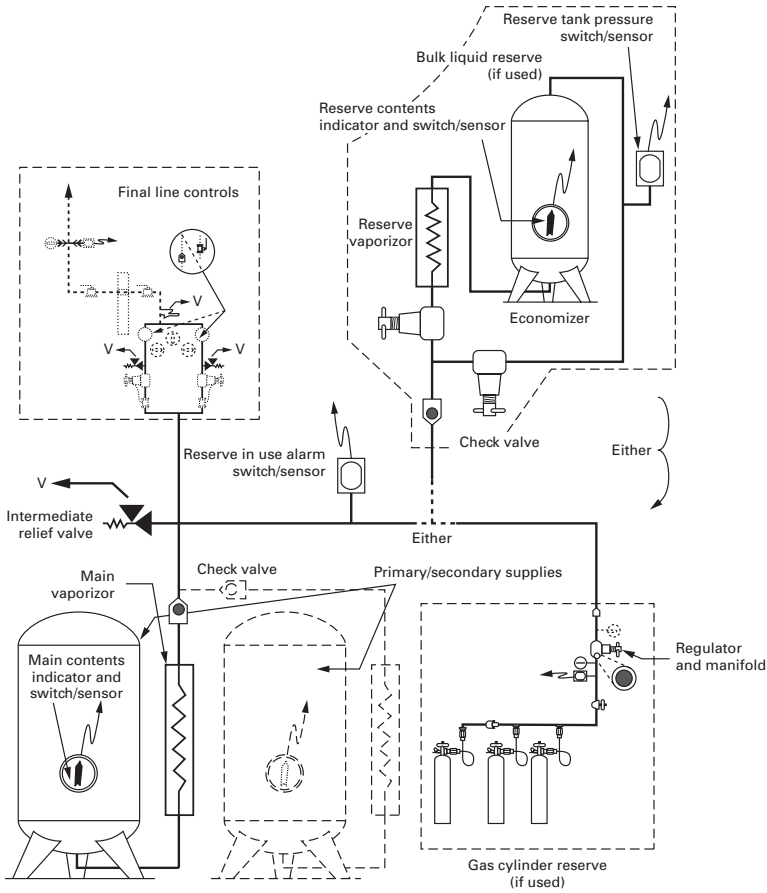 Reserve tank pressure
switch/sensor
Bulk liquid reserve
(if used)
Reserve contents
indicator and switch/sensor
Final line controls
Reserve
vaporizor
V
V
V
Economizer
Check valve
Either
Reserve in use alarm
switch/sensor
V
Intermediate
relief valve
Either
Main
vaporizor
Check valve
Primary/secondary supplies
Main contents
indicator and
switch/sensor
Regulator
and manifold
Gas cylinder reserve
(if used)